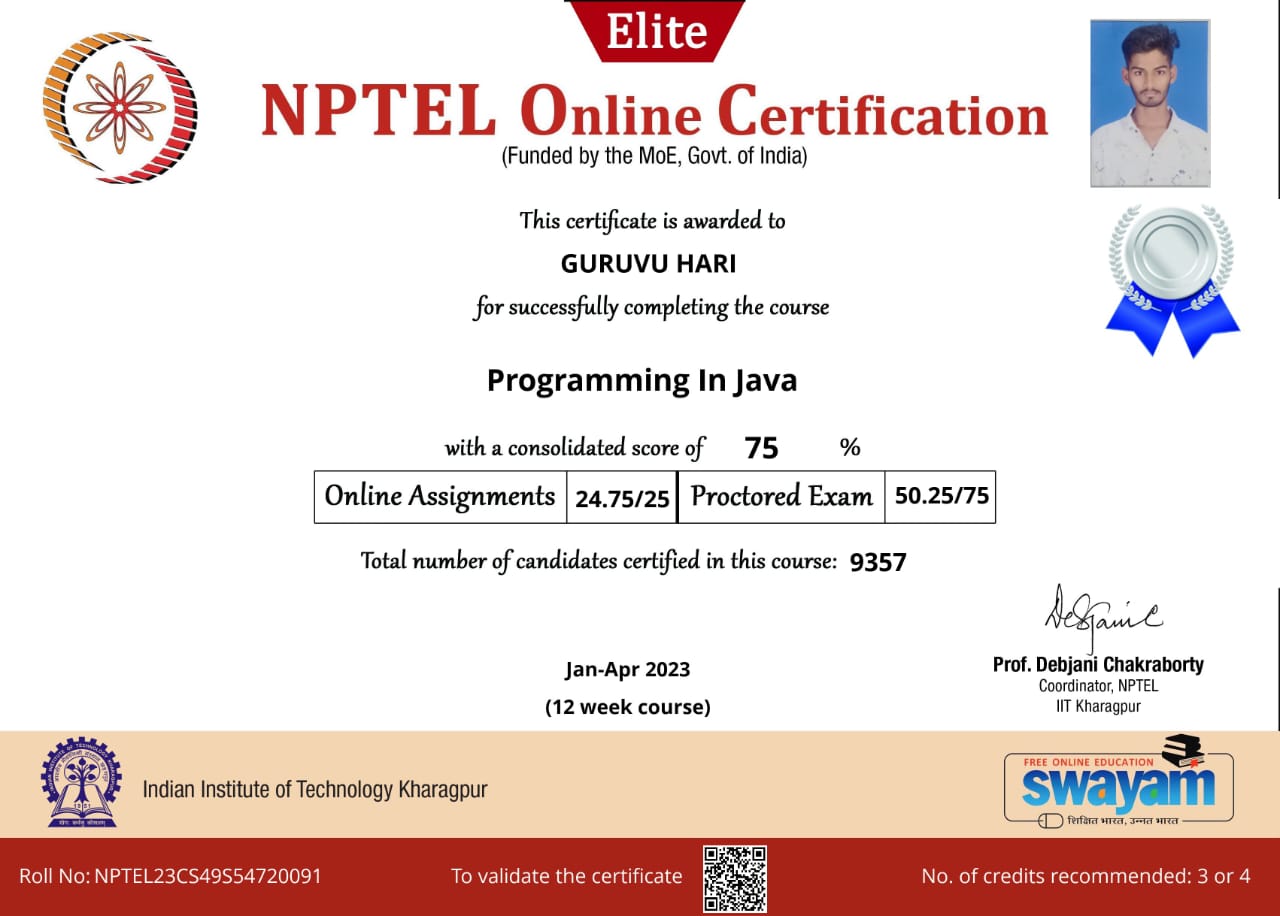 Elite
NPTEL Online Certification
(Funded by the MoE, Govt. of India)
This certificate is awarded to
GURUVU HARI
for successfully completing the course
Programming In Java
with a consolidated score of 75 %
Online Assignments 24.75/25 Proctored Exam 50.25/75
Total number of candidates certified in this course: 9357
Jan-Apr 2023
(12 week course)
Prof. Debjani Chakraborty
Coordinator, NPTEL
IIT Kharagpur
Indian Institute of Technology Kharagpur
FREE ONLINE EDUCATION
swayam
शिक्षित भारत, उन्नत भारत
Roll No: NPTEL23CS49S54720091
To validate the certificate
No. of credits recommended: 3 or 4